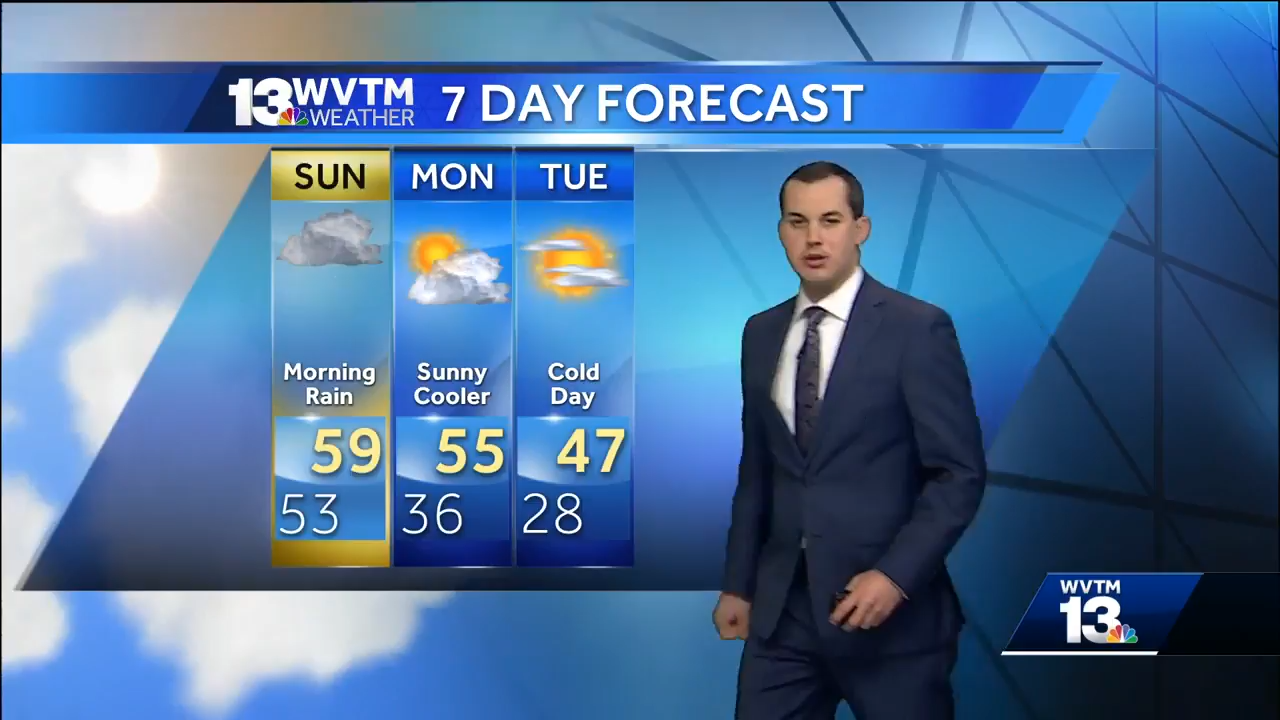 13 WVTM
WEATHER
7 DAY FORECAST
SUN MON TUE
Morning Rain
Sunny Cooler
Cold Day
59 55 47
53 36 28
WVTM
13